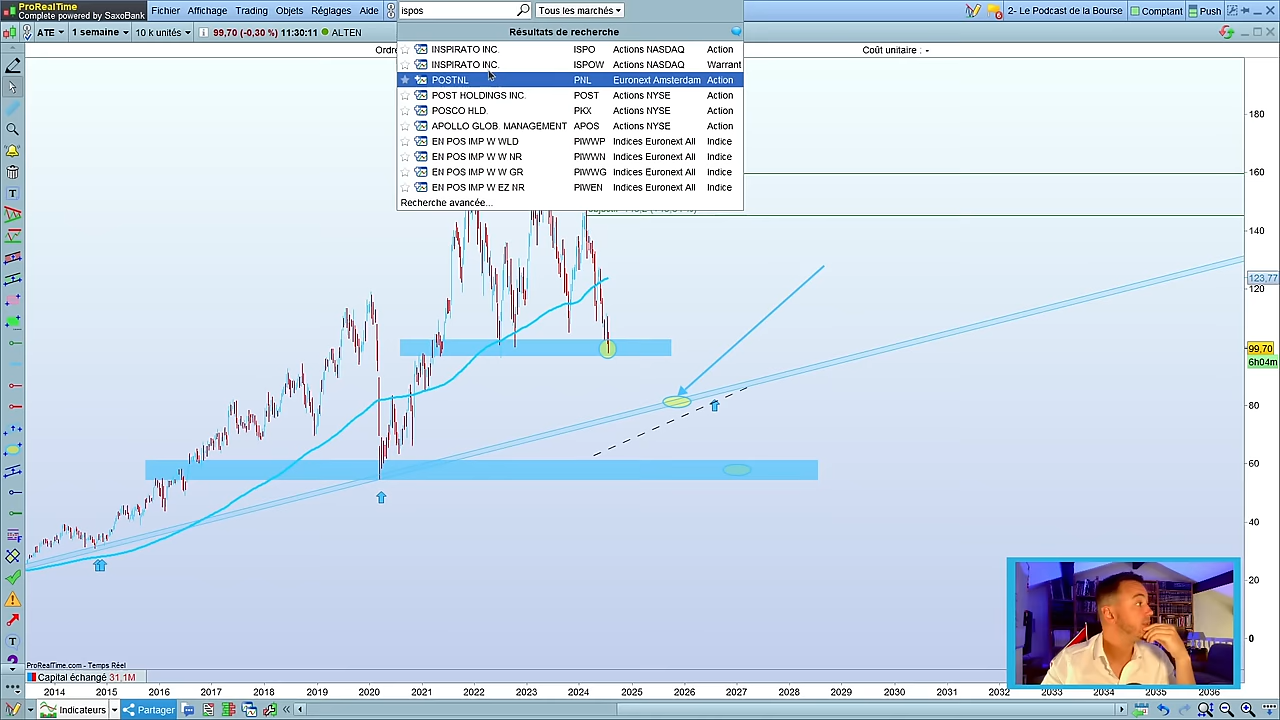 ProRealTime
Complete powered by SaxoBank
Fichier Affichage Trading Objets Réglages Aide
ispos
Tous les marchés
2- Le Podcast de la Bourse
Comptant
Push
ATE
1 semaine
10 k unités
99,70 (-0,30 %) 11:30:11
ALTEN
Résultats de recherche
Ordre
Coût unitaire : -
INSPIRATO INC. ISPO Actions NASDAQ Action
INSPIRATO INC. ISPOW Actions NASDAQ Warrant
POSTNL PNL Euronext Amsterdam Action
POST HOLDINGS INC. POST Actions NYSE Action
POSCO HLD. PKX Actions NYSE Action
APOLLO GLOB. MANAGEMENT APOS Actions NYSE Action
EN POS IMP W WLD PIWWP Indices Euronext All Indice
EN POS IMP W W NR PIWWN Indices Euronext All Indice
EN POS IMP W W GR PIWWG Indices Euronext All Indice
EN POS IMP W EZ NR PIWEN Indices Euronext All Indice
Recherche avancée...
180
160
140
123,77
120
99,70
6h04m
80
60
40
20
0
ProRealTime.com - Temps Réel
Capital échangé 31,1M
2014 2015 2016 2017 2018 2019 2020 2021 2022 2023 2024 2025 2026 2027 2028 2029 2030 2031 2032 2033 2034 2035 2036
Indicateurs
Partager